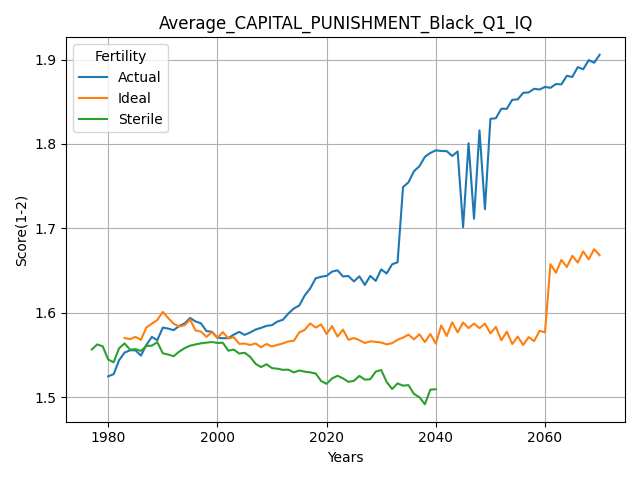 Average_CAPITAL_PUNISHMENT_Black_Q1_IQ
Fertility
Actual
Ideal
Sterile
Score(1-2)
1.9
1.8
1.7
1.6
1.5
1980
2000
2020
2040
2060
Years